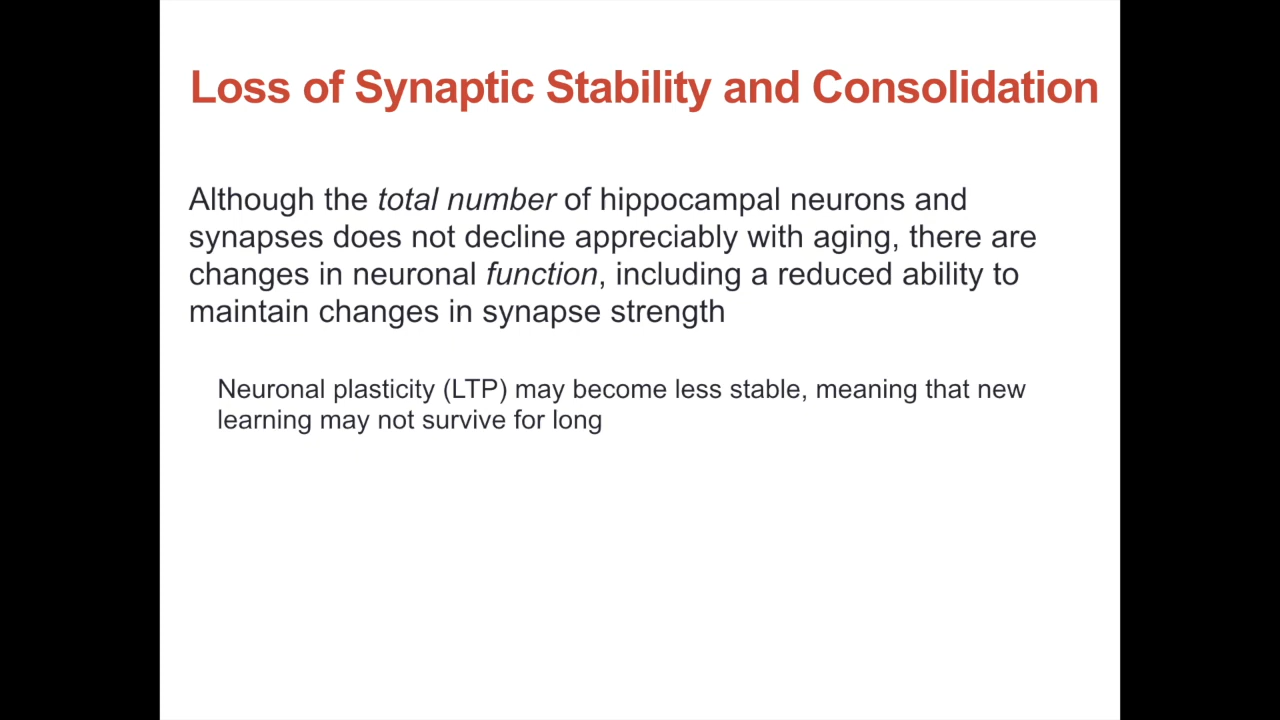 Loss of Synaptic Stability and Consolidation
Although the total number of hippocampal neurons and
synapses does not decline appreciably with aging, there are
changes in neuronal function, including a reduced ability to
maintain changes in synapse strength
Neuronal plasticity (LTP) may become less stable, meaning that new
learning may not survive for long